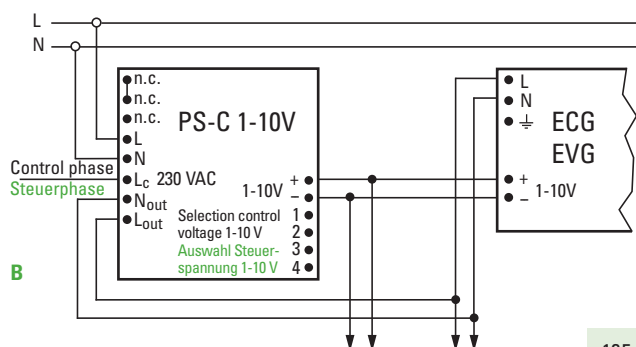 L
N
n.c.
n.c.
n.c.
L
N
Lc 230 VAC
Nout
Lout
PS-C 1-10V
Control phase
Steuerphase
+
1-10V
–
Selection control
voltage 1-10 V
Auswahl Steuer-
spannung 1-10 V
1
2
3
4
L
N
ECG
EVG
+
1-10V
–
B